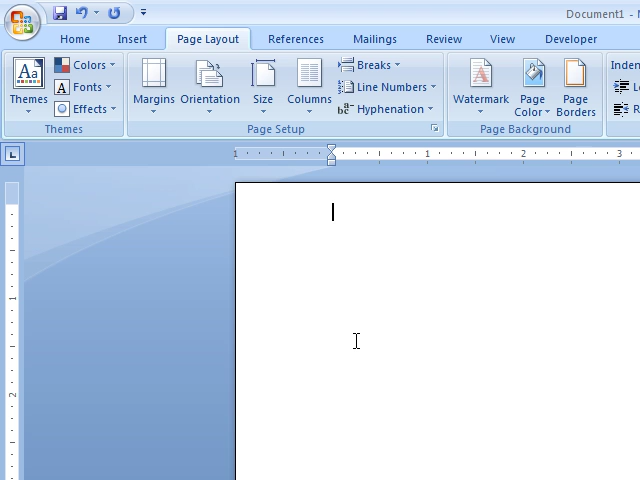 Document1 -
Home Insert Page Layout References Mailings Review View Developer
Aa Themes Colors A Fonts Effects Margins Orientation Size Columns Breaks Line Numbers Hyphenation A Watermark Page Color Page Borders Inden
Themes Page Setup Page Background
1 1 2 3
1
2